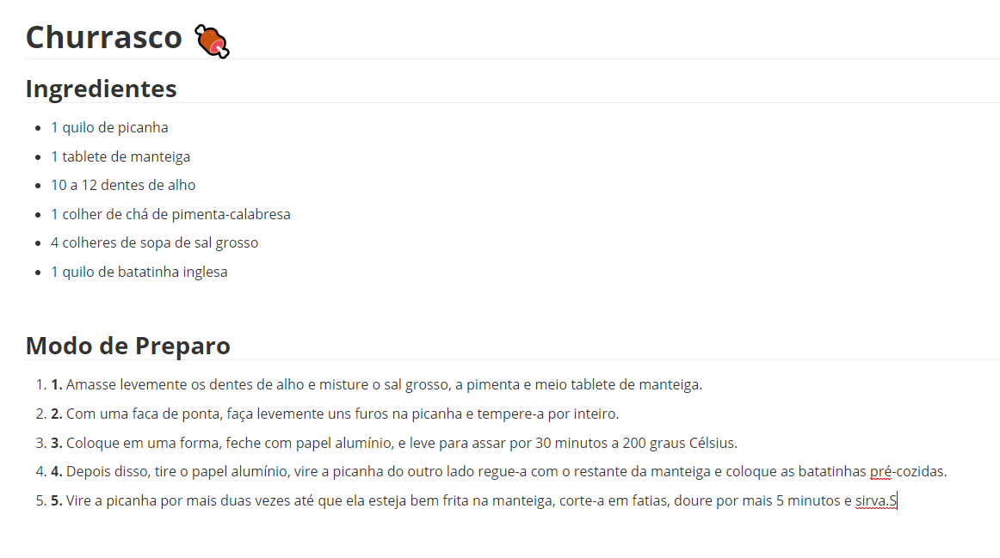 Churrasco 🍖
Ingredientes
• 1 quilo de picanha
• 1 tablete de manteiga
• 10 a 12 dentes de alho
• 1 colher de chá de pimenta-calabresa
• 4 colheres de sopa de sal grosso
• 1 quilo de batatinha inglesa
Modo de Preparo
1. 1. Amasse levemente os dentes de alho e misture o sal grosso, a pimenta e meio tablete de manteiga.
2. 2. Com uma faca de ponta, faça levemente uns furos na picanha e tempere-a por inteiro.
3. 3. Coloque em uma forma, feche com papel alumínio, e leve para assar por 30 minutos a 200 graus Célsius.
4. 4. Depois disso, tire o papel alumínio, vire a picanha do outro lado regue-a com o restante da manteiga e coloque as batatinhas pré-cozidas.
5. 5. Vire a picanha por mais duas vezes até que ela esteja bem frita na manteiga, corte-a em fatias, doure por mais 5 minutos e sirva.S